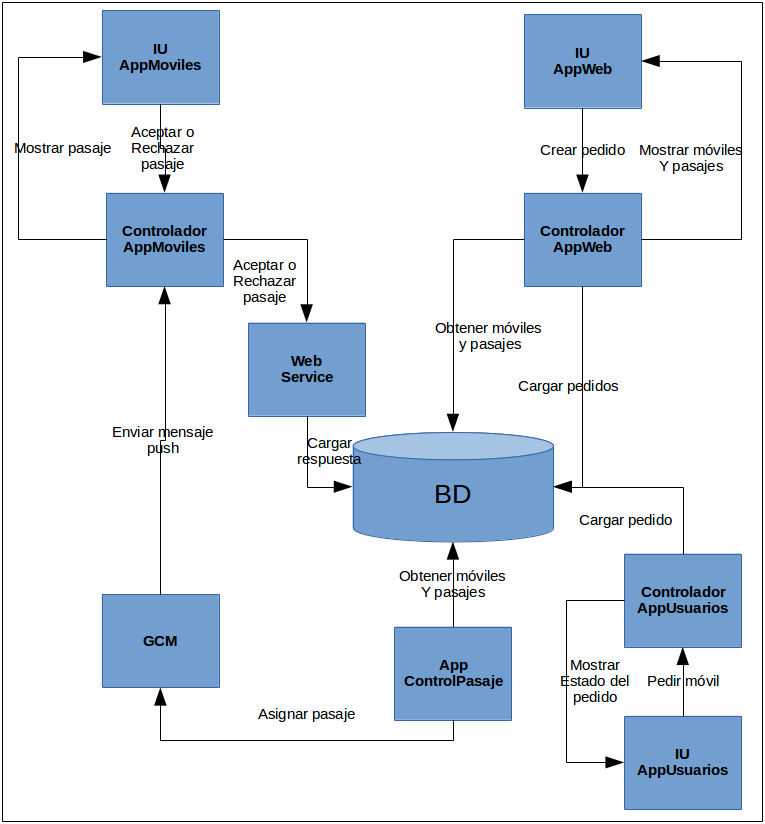 IU
AppMoviles
IU
AppWeb
Mostrar pasaje
Aceptar o
Rechazar
pasaje
Crear pedido
Mostrar móviles
Y pasajes
Controlador
AppMoviles
Controlador
AppWeb
Aceptar o
Rechazar
pasaje
Obtener móviles
y pasajes
Web
Service
Cargar pedidos
Enviar mensaje
push
Cargar
respuesta
BD
Cargar pedido
Obtener móviles
Y pasajes
Controlador
AppUsuarios
GCM
App
ControlPasaje
Mostrar
Estado del
pedido
Pedir móvil
Asignar pasaje
IU
AppUsuarios